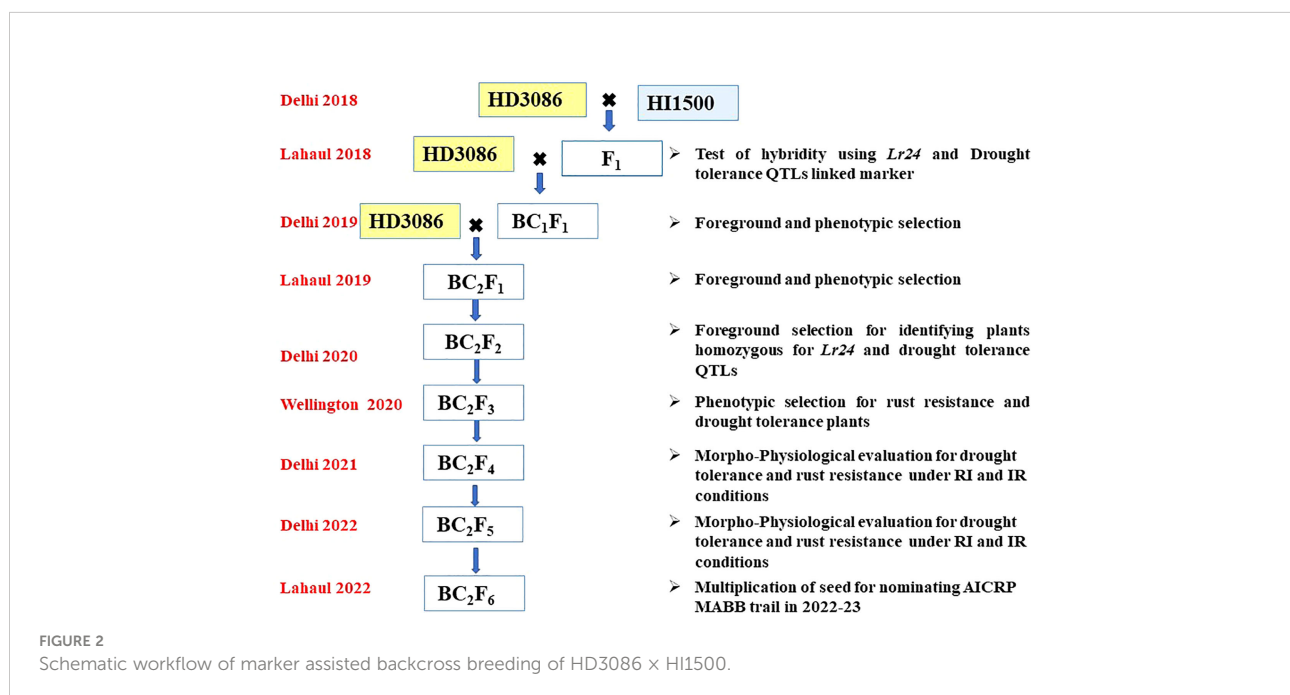 Delhi 2018 HD3086 ✖ HI1500
Lahaul 2018 HD3086 ✖ F₁ ➢ Test of hybridity using Lr24 and Drought
tolerance QTLs linked marker
Delhi 2019 HD3086 ✖ BC₁F₁ ➢ Foreground and phenotypic selection
Lahaul 2019 BC₂F₁ ➢ Foreground and phenotypic selection
Delhi 2020 BC₂F₂ ➢ Foreground selection for identifying plants
homozygous for Lr24 and drought tolerance
QTLs
Wellington 2020 BC₂F₃ ➢ Phenotypic selection for rust resistance and
drought tolerance plants
Delhi 2021 BC₂F₄ ➢ Morpho-Physiological evaluation for drought
tolerance and rust resistance under RI and IR
conditions
Delhi 2022 BC₂F₅ ➢ Morpho-Physiological evaluation for drought
tolerance and rust resistance under RI and IR
conditions
Lahaul 2022 BC₂F₆ ➢ Multiplication of seed for nominating AICRP
MABB trail in 2022-23
FIGURE 2
Schematic workflow of marker assisted backcross breeding of HD3086 × HI1500.